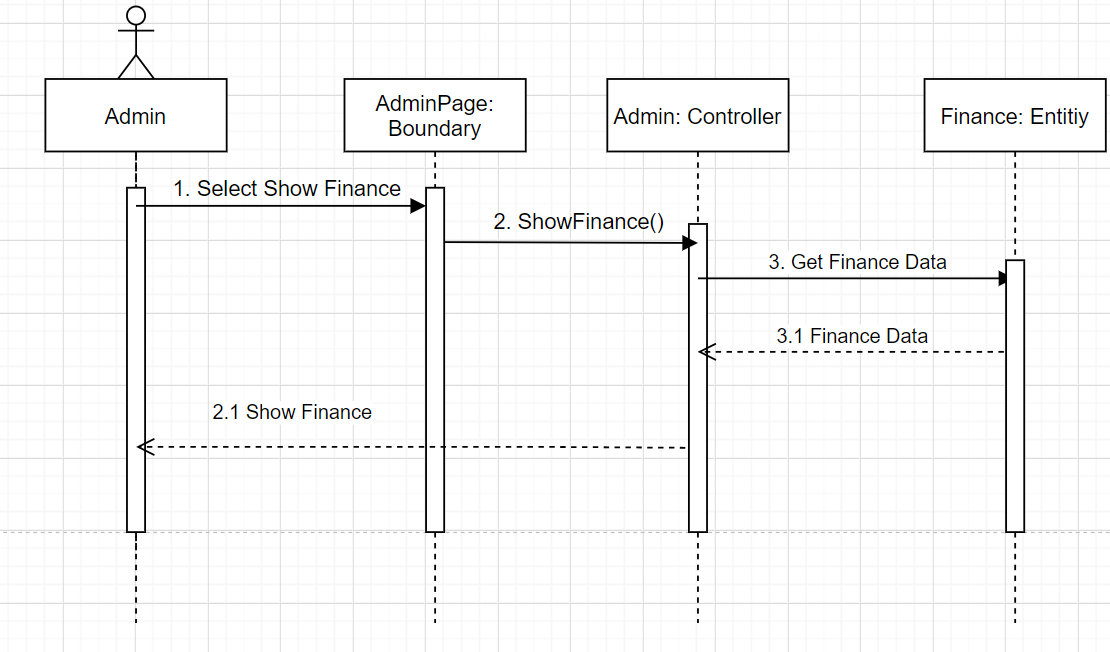 Admin
AdminPage:
Boundary
Admin: Controller
Finance: Entitiy
1. Select Show Finance
2. ShowFinance()
3. Get Finance Data
3.1 Finance Data
2.1 Show Finance